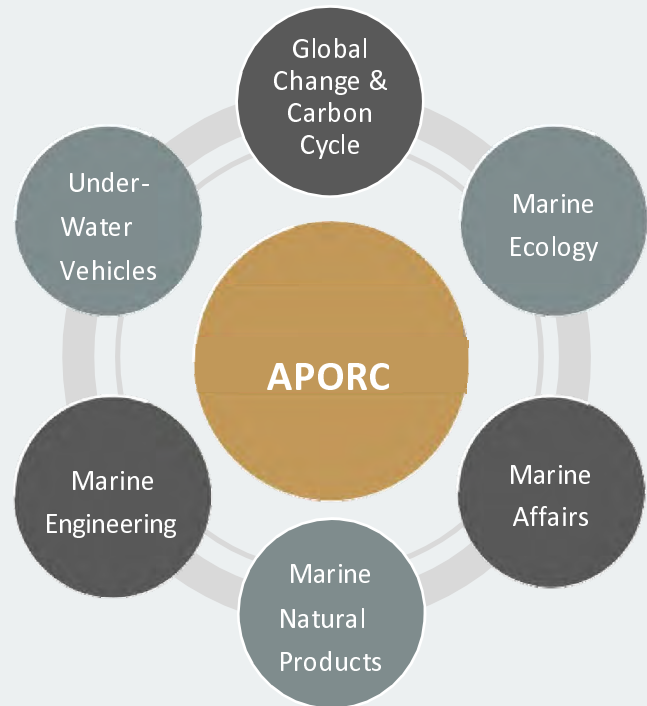 Global
Change &
Carbon
Cycle
Under-
Water
Vehicles
Marine
Ecology
APORC
Marine
Engineering
Marine
Affairs
Marine
Natural
Products